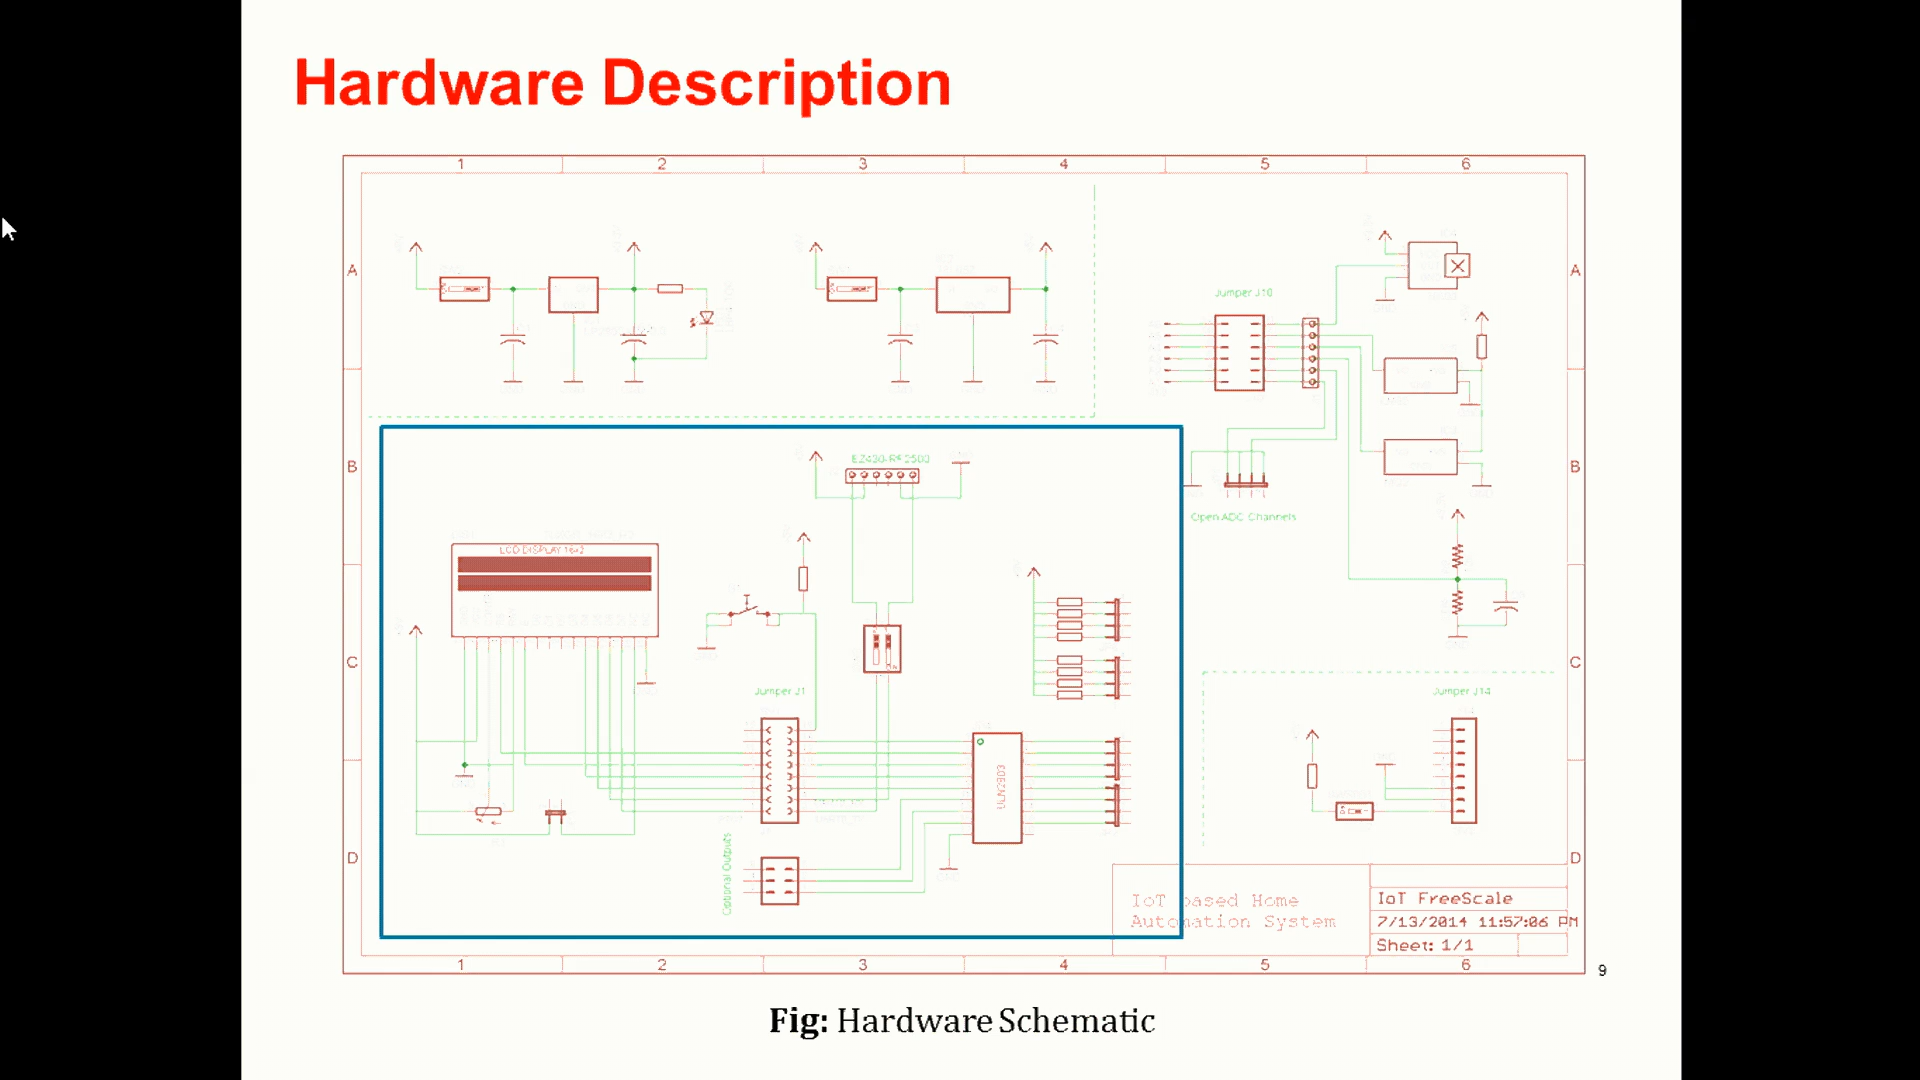 Hardware Description
1 2 3 4 5 6
A A
Jumper J10
B B
EZ430-RF2500
Open ADC Channels
LCD DISPLAY 16x2
C C
Jumper J1
Jumper J14
ULN2803
Optional Outputs
D D
IoT based Home
Automation System
IoT FreeScale
7/13/2014 11:57:06 PM
Sheet: 1/1
1 2 3 4 5 6
9
Fig: Hardware Schematic